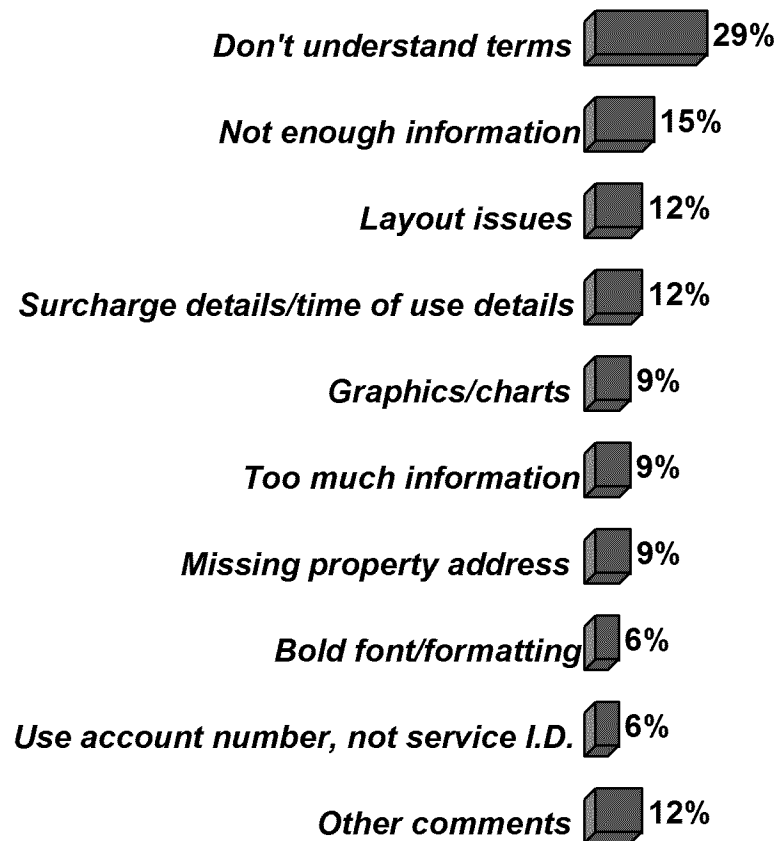 Don't understand terms 29%
Not enough information 15%
Layout issues 12%
Surcharge details/time of use details 12%
Graphics/charts 9%
Too much information 9%
Missing property address 9%
Bold font/formatting 6%
Use account number, not service I.D. 6%
Other comments 12%